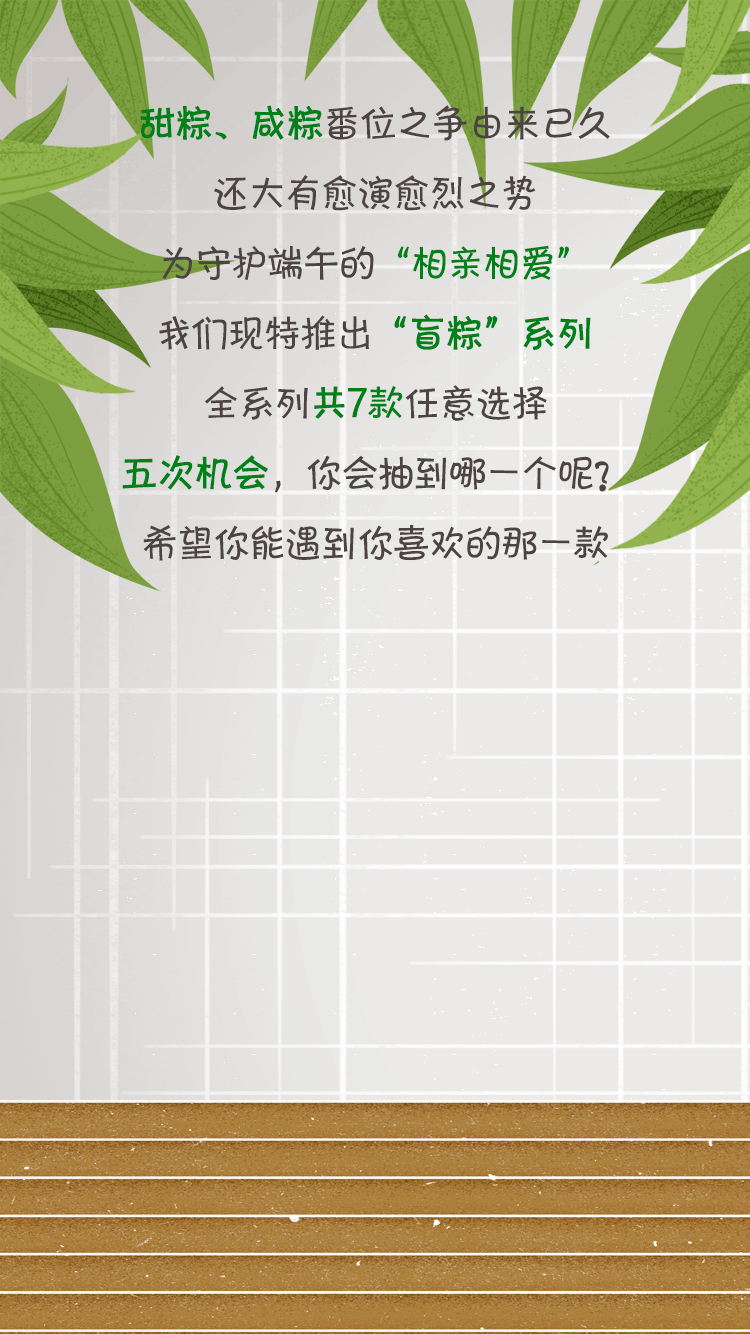 甜粽、咸粽番位之争由来已久
还大有愈演愈烈之势
为守护端午的“相亲相爱”
我们现特推出“盲粽”系列
全系列共7款任意选择
五次机会，你会抽到哪一个呢?
希望你能遇到你喜欢的那一款